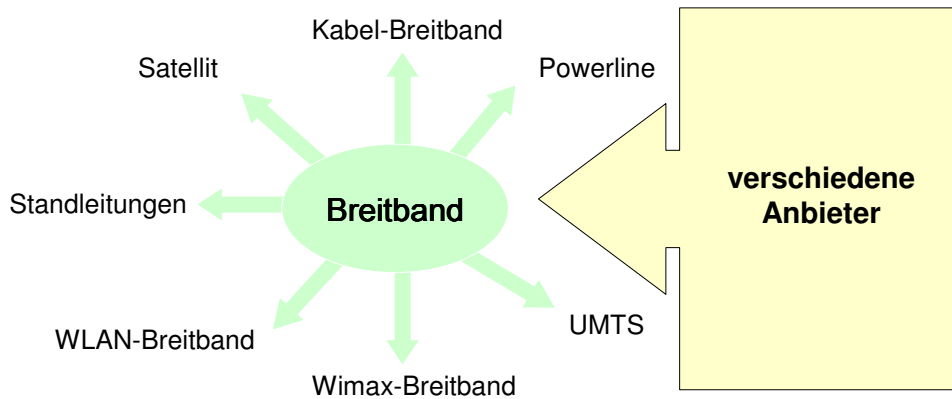 Kabel-Breitband
Satellit
Powerline
Standleitungen
Breitband
verschiedene
Anbieter
WLAN-Breitband
UMTS
Wimax-Breitband